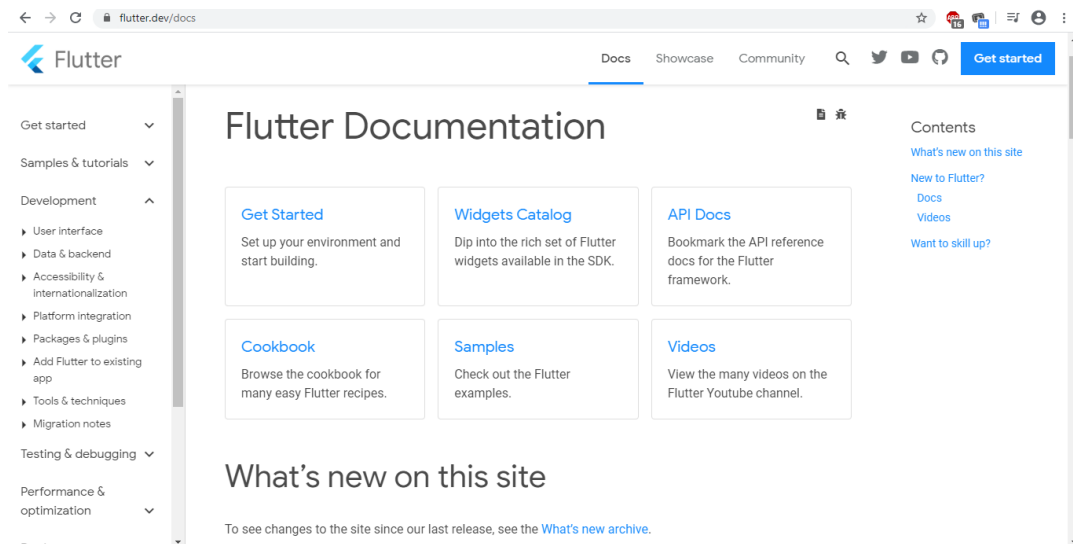 flutter.dev/docs
16
Flutter
Docs
Showcase
Community
Get started
Get started
Samples & tutorials
Development
User interface
Data & backend
Accessibility &
internationalization
Platform integration
Packages & plugins
Add Flutter to existing
app
Tools & techniques
Migration notes
Testing & debugging
Performance &
optimization
Flutter Documentation
Get Started
Set up your environment and
start building.
Widgets Catalog
Dip into the rich set of Flutter
widgets available in the SDK.
API Docs
Bookmark the API reference
docs for the Flutter
framework.
Cookbook
Browse the cookbook for
many easy Flutter recipes.
Samples
Check out the Flutter
examples.
Videos
View the many videos on the
Flutter Youtube channel.
What's new on this site
To see changes to the site since our last release, see the What's new archive.
Contents
What's new on this site
New to Flutter?
Docs
Videos
Want to skill up?